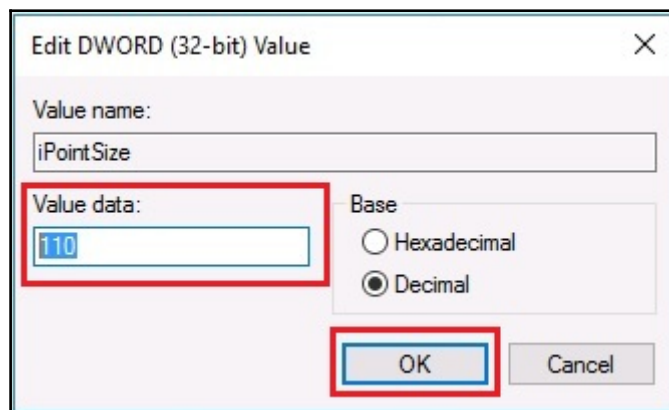 Edit DWORD (32-bit) Value
Value name:
iPointSize
Value data:
110
Base
Hexadecimal
Decimal
OK
Cancel